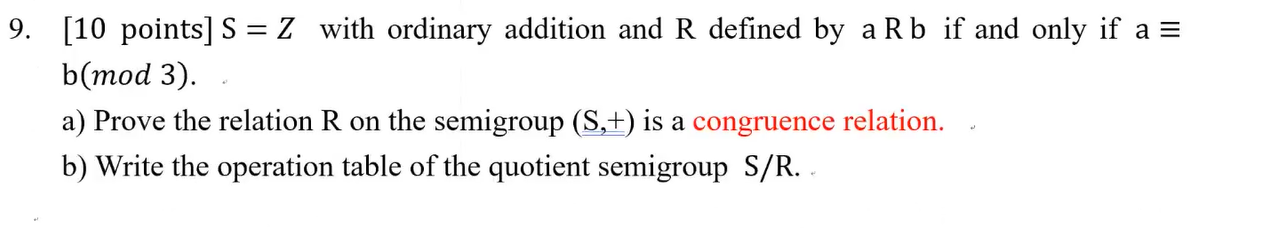 9. [10 points] S = Z with ordinary addition and R defined by a R b if and only if a ≡
b(mod 3).
a) Prove the relation R on the semigroup (S,+) is a congruence relation.
b) Write the operation table of the quotient semigroup S/R.